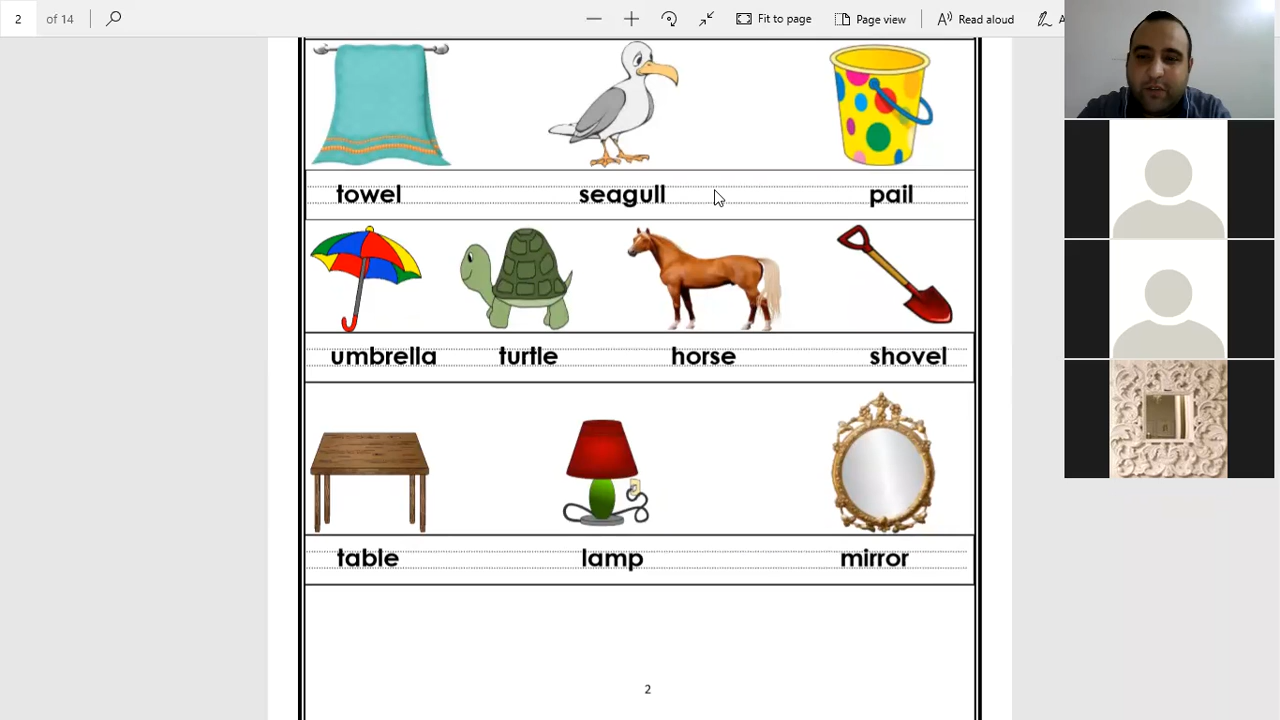 2 of 14 Fit to page Page view Read aloud
towel seagull pail
umbrella turtle horse shovel
table lamp mirror
2